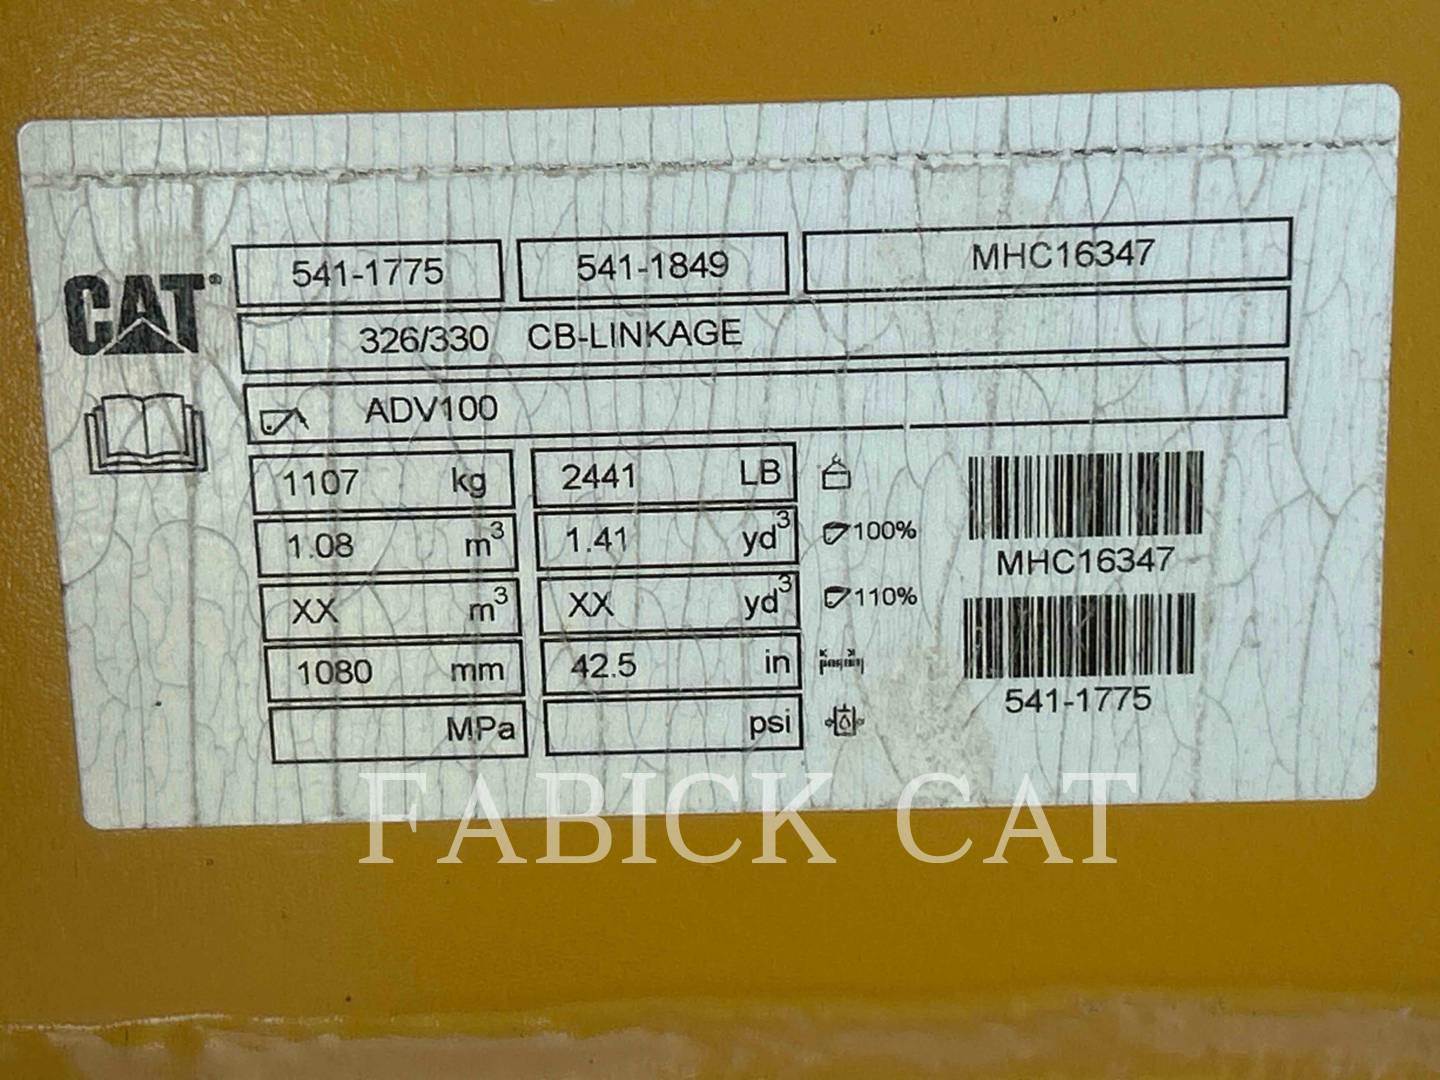 541-1775 541-1849 MHC16347
CAT
326/330 CB-LINKAGE
ADV100
1107 kg 2441 LB
1.08 m³ 1.41 yd³ 100%
MHC16347
XX m³ XX yd³ 110%
1080 mm 42.5 in
541-1775
MPa psi
FABICK CAT